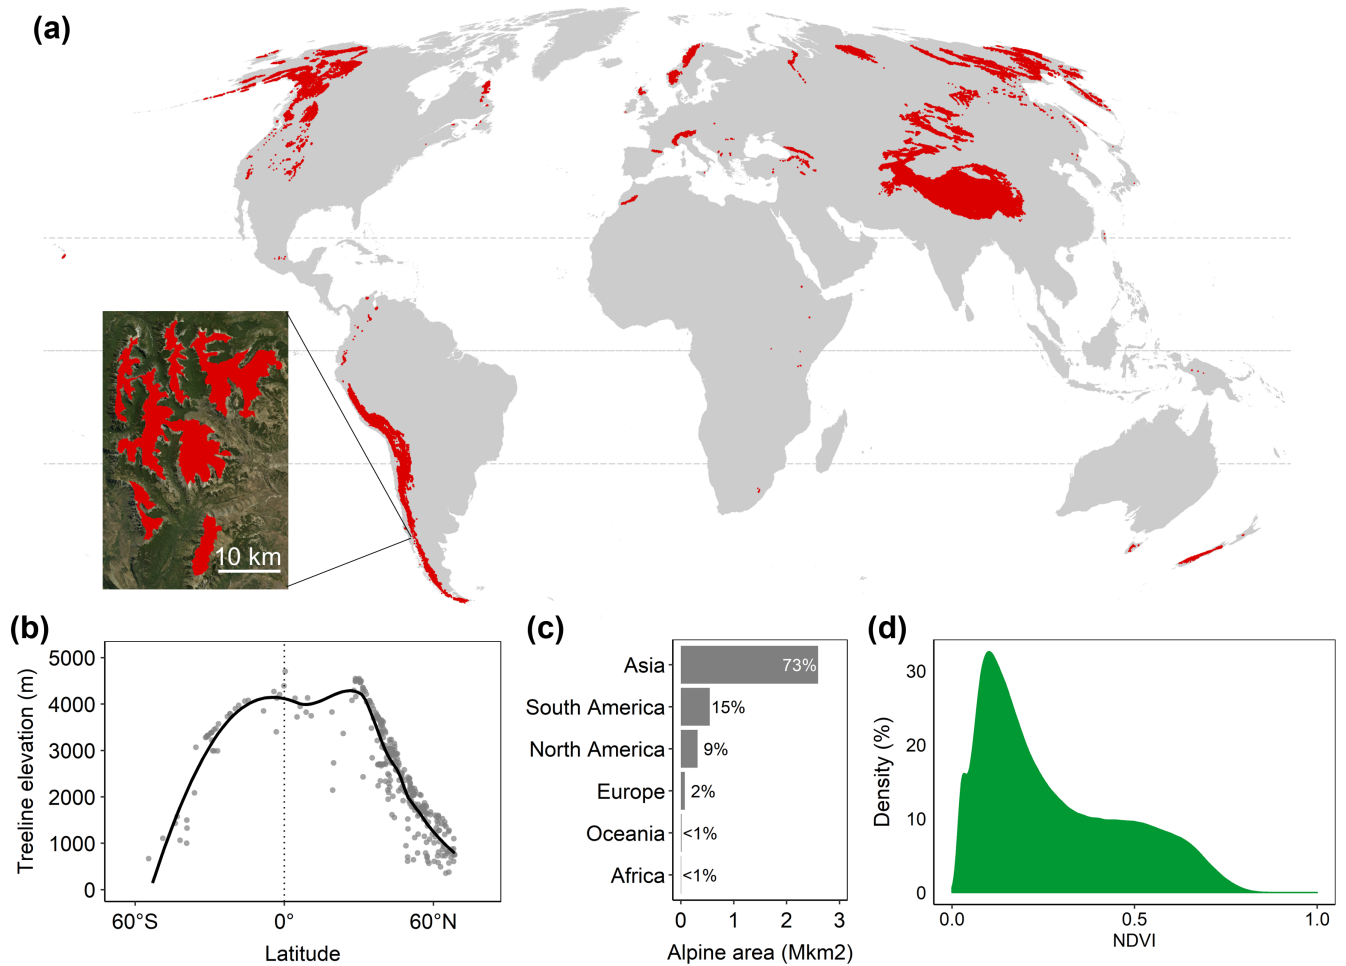 (a)
10 km
(b)
5000
4000
3000
2000
1000
0
Treeline elevation (m)
60°S
0°
60°N
Latitude
(c)
Asia
73%
South America
15%
North America
9%
Europe
2%
Oceania
<1%
Africa
<1%
0
1
2
3
Alpine area (Mkm2)
(d)
30
20
10
0
Density (%)
0.0
0.5
1.0
NDVI